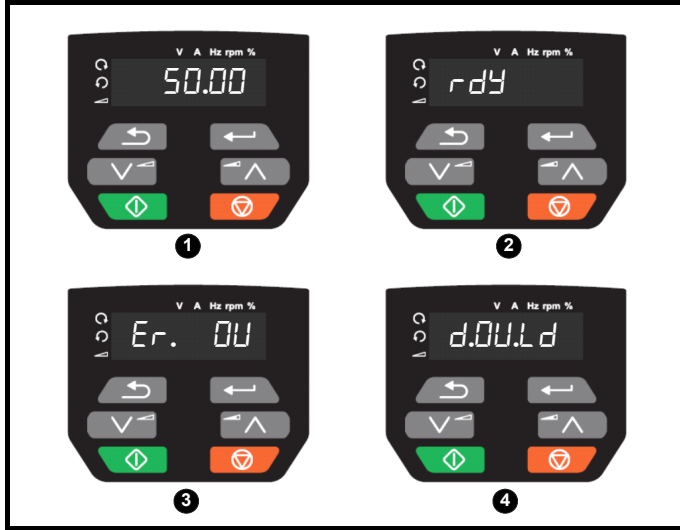 V A Hz rpm %
50.00
1
V A Hz rpm %
rdy
2
V A Hz rpm %
Er. OU
3
V A Hz rpm %
d.OU.Ld
4